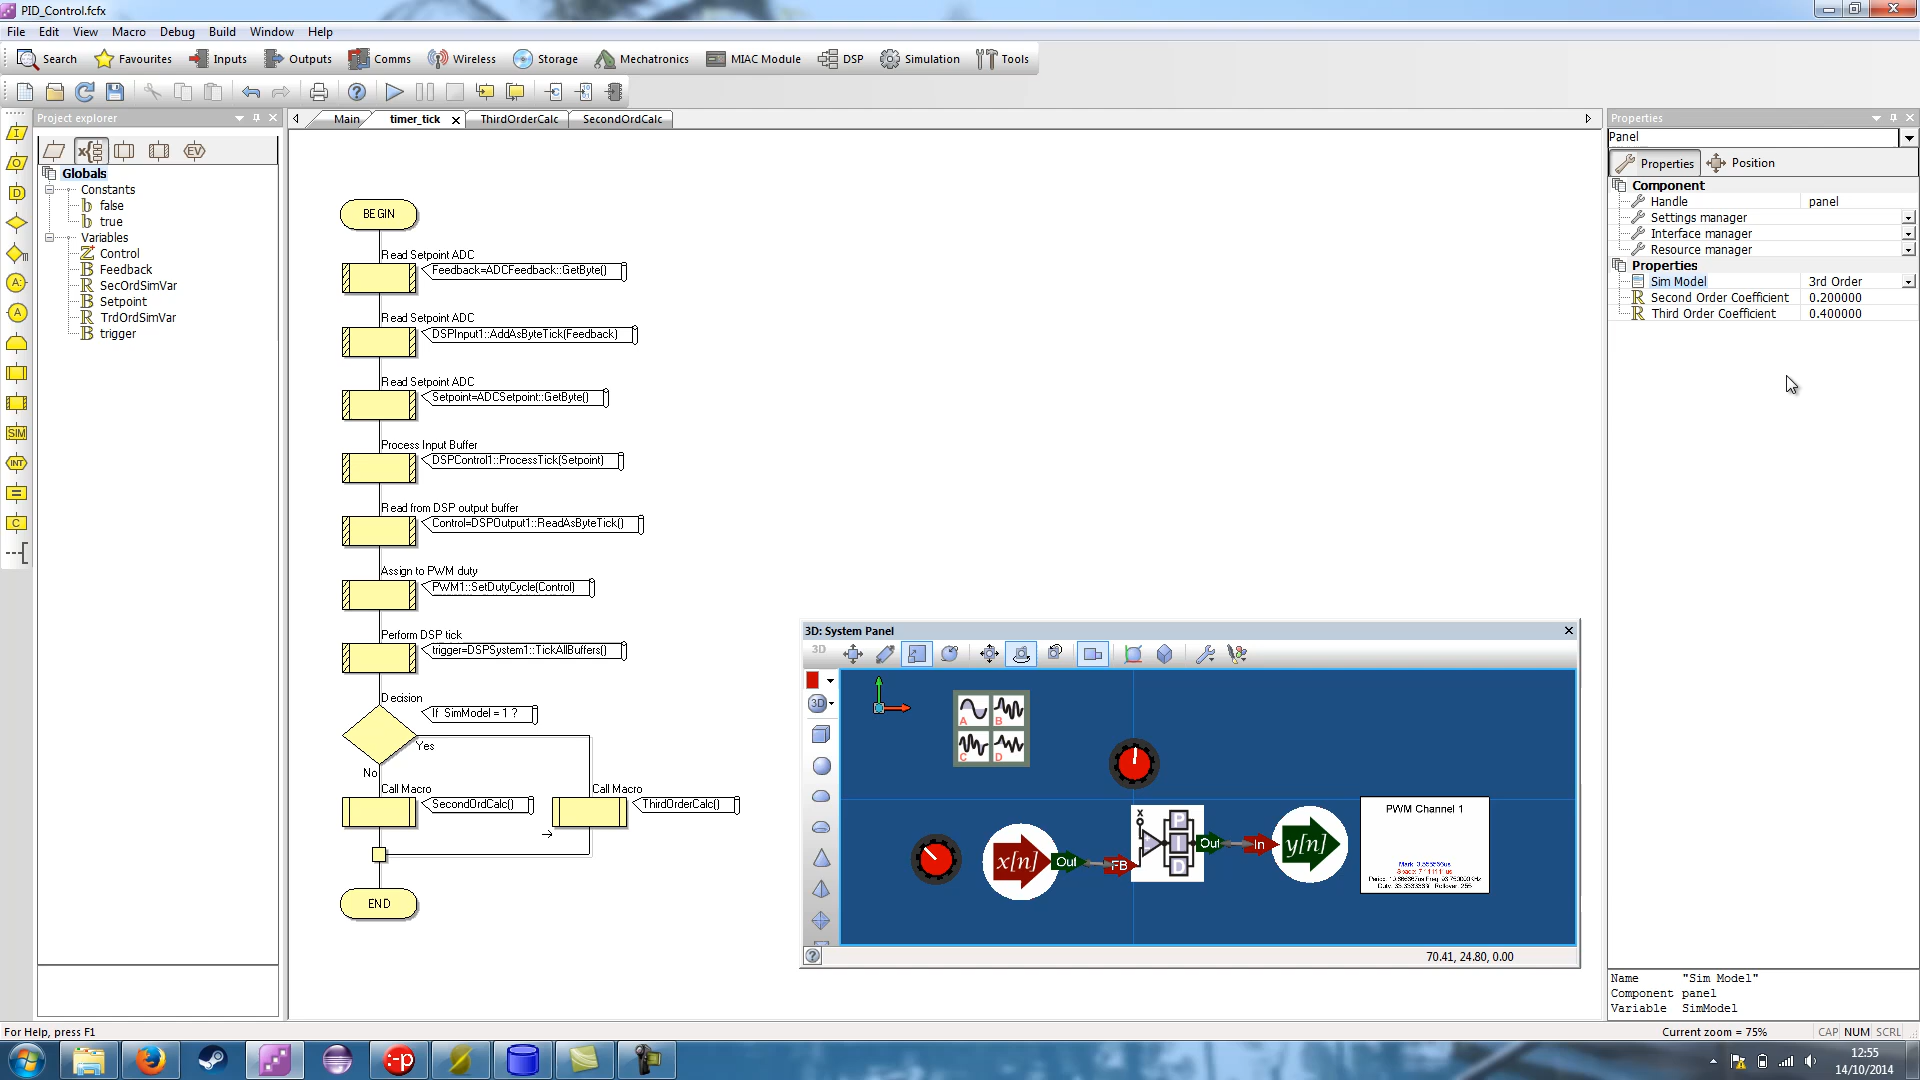 PID_Control.fcfx
File Edit View Macro Debug Build Window Help
Search Favourites Inputs Outputs Comms Wireless Storage Mechatronics MIAC Module DSP Simulation Tools
Project explorer
Main timer_tick ThirdOrderCalc SecondOrdCalc
Properties
Panel
Properties Position
Globals
Constants
false
true
Variables
Control
Feedback
SecOrdSimVar
Setpoint
TrdOrdSimVar
trigger
BEGIN
Read Setpoint ADC
Feedback=ADCFeedback::GetByte()
Read Setpoint ADC
DSPInput1::AddAsByteTick(Feedback)
Read Setpoint ADC
Setpoint=ADCSetpoint::GetByte()
Process Input Buffer
DSPControl1::ProcessTick(Setpoint)
Read from DSP output buffer
Control=DSPOutput1::ReadAsByteTick()
Assign to PWM duty
PWM1::SetDutyCycle(Control)
Perform DSP tick
trigger=DSPSystem1::TickAllBuffers()
Decision
If SimModel = 1 ?
Yes
No
Call Macro
SecondOrdCalc()
Call Macro
ThirdOrderCalc()
END
Component
Handle panel
Settings manager
Interface manager
Resource manager
Properties
Sim Model 3rd Order
Second Order Coefficient 0.200000
Third Order Coefficient 0.400000
3D: System Panel
3D
3D
A B
C D
x[n] Out FB X P I D Out In y[n]
PWM Channel 1
70.41, 24.80, 0.00
Name "Sim Model"
Component panel
Variable SimModel
For Help, press F1
Current zoom = 75% CAP NUM SCRL
12:55
14/10/2014